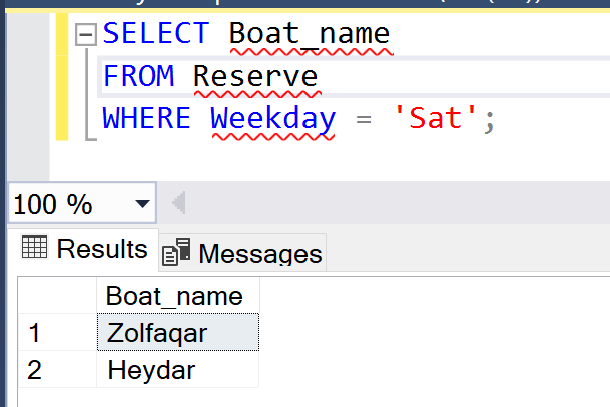 SELECT Boat_name
FROM Reserve
WHERE Weekday = 'Sat';
100 %
Results Messages
Boat_name
1 Zolfaqar
2 Heydar